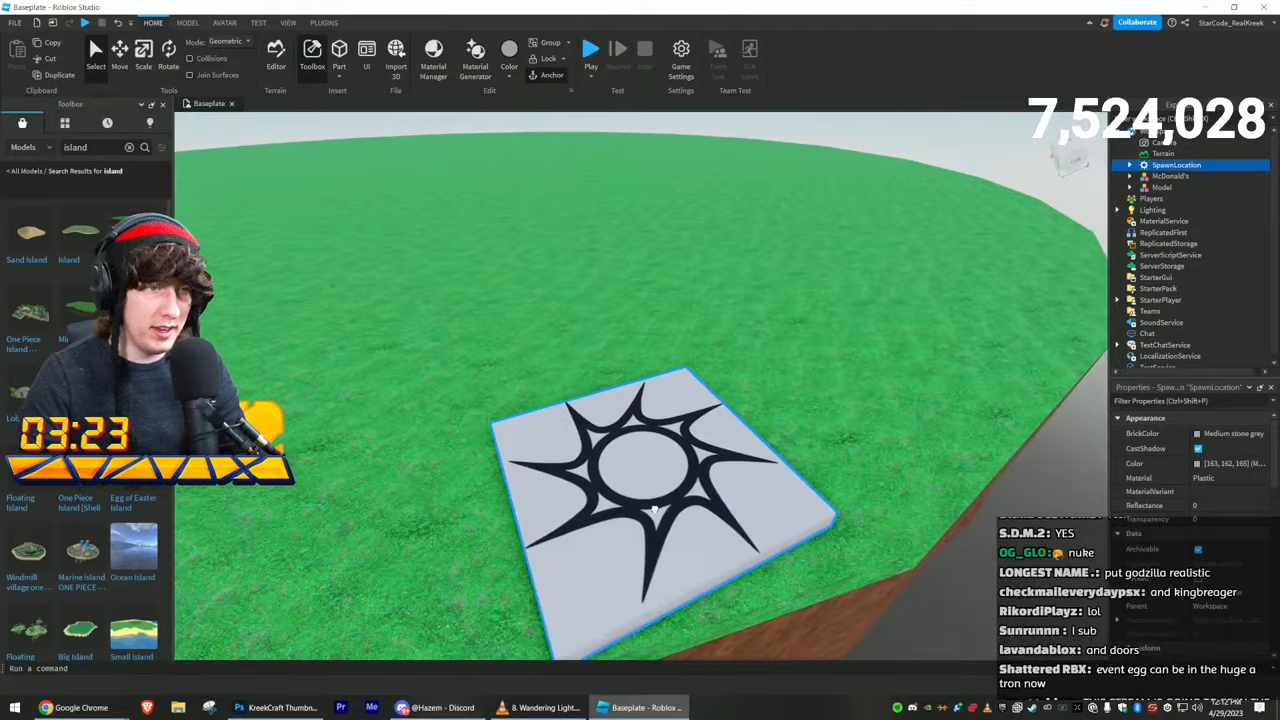 Baseplate - Roblox Studio
FILE
HOME MODEL AVATAR TEST VIEW PLUGINS
Collaborate
StarCode_RealKreek
Copy
Cut
Duplicate
Clipboard
Select Move Scale Rotate
Mode: Geometric
Collisions
Join Surfaces
Tools
Editor
Terrain
Toolbox
Part
UI
Import 3D
Insert
File
Material Manager
Material Generator
Color
Group
Lock
Anchor
Edit
Play
Test
Game Settings
Settings
Team Test
Team Test
Toolbox
Baseplate
Models
island
< All Models / Search Results for island
Sand Island
Island
One Piece Island ...
Floating Island
One Piece Island [Shell
Egg of Easter Island
Windmill village one ...
Marine island ONE PIECE ...
Ocean Island
Floating
Big Island
Small Island
03:23
7,524,028
Camera
Terrain
SpawnLocation
McDonald's
Model
Players
Lighting
MaterialService
ReplicatedFirst
ReplicatedStorage
ServerScriptService
ServerStorage
StarterGui
StarterPack
StarterPlayer
Teams
SoundService
Chat
TextChatService
LocalizationService
Properties - Spaw...n "SpawnLocation"
Filter Properties (Ctrl+Shift+P)
Appearance
BrickColor Medium stone grey
CastShadow
Color [163, 162, 165] (M...
Material Plastic
MaterialVariant
Reflectance 0
Transparency 0
Data
Archivable
Parent Workspace
S.D.M.2: YES
OG_GLO: nuke
LONGEST NAME.: put godzilla realistic
checkmaileverydaypsx: and kingbreager
RikordiPlayz: lol
Sunrunnn: I sub
lavandablox: and doors
Shattered RBX: event egg can be in the huge a
tron now
Run a command
Google Chrome
KreekCraft Thumbn...
@Hazem - Discord
8. Wandering Light...
Baseplate - Roblox ...
4/29/2023